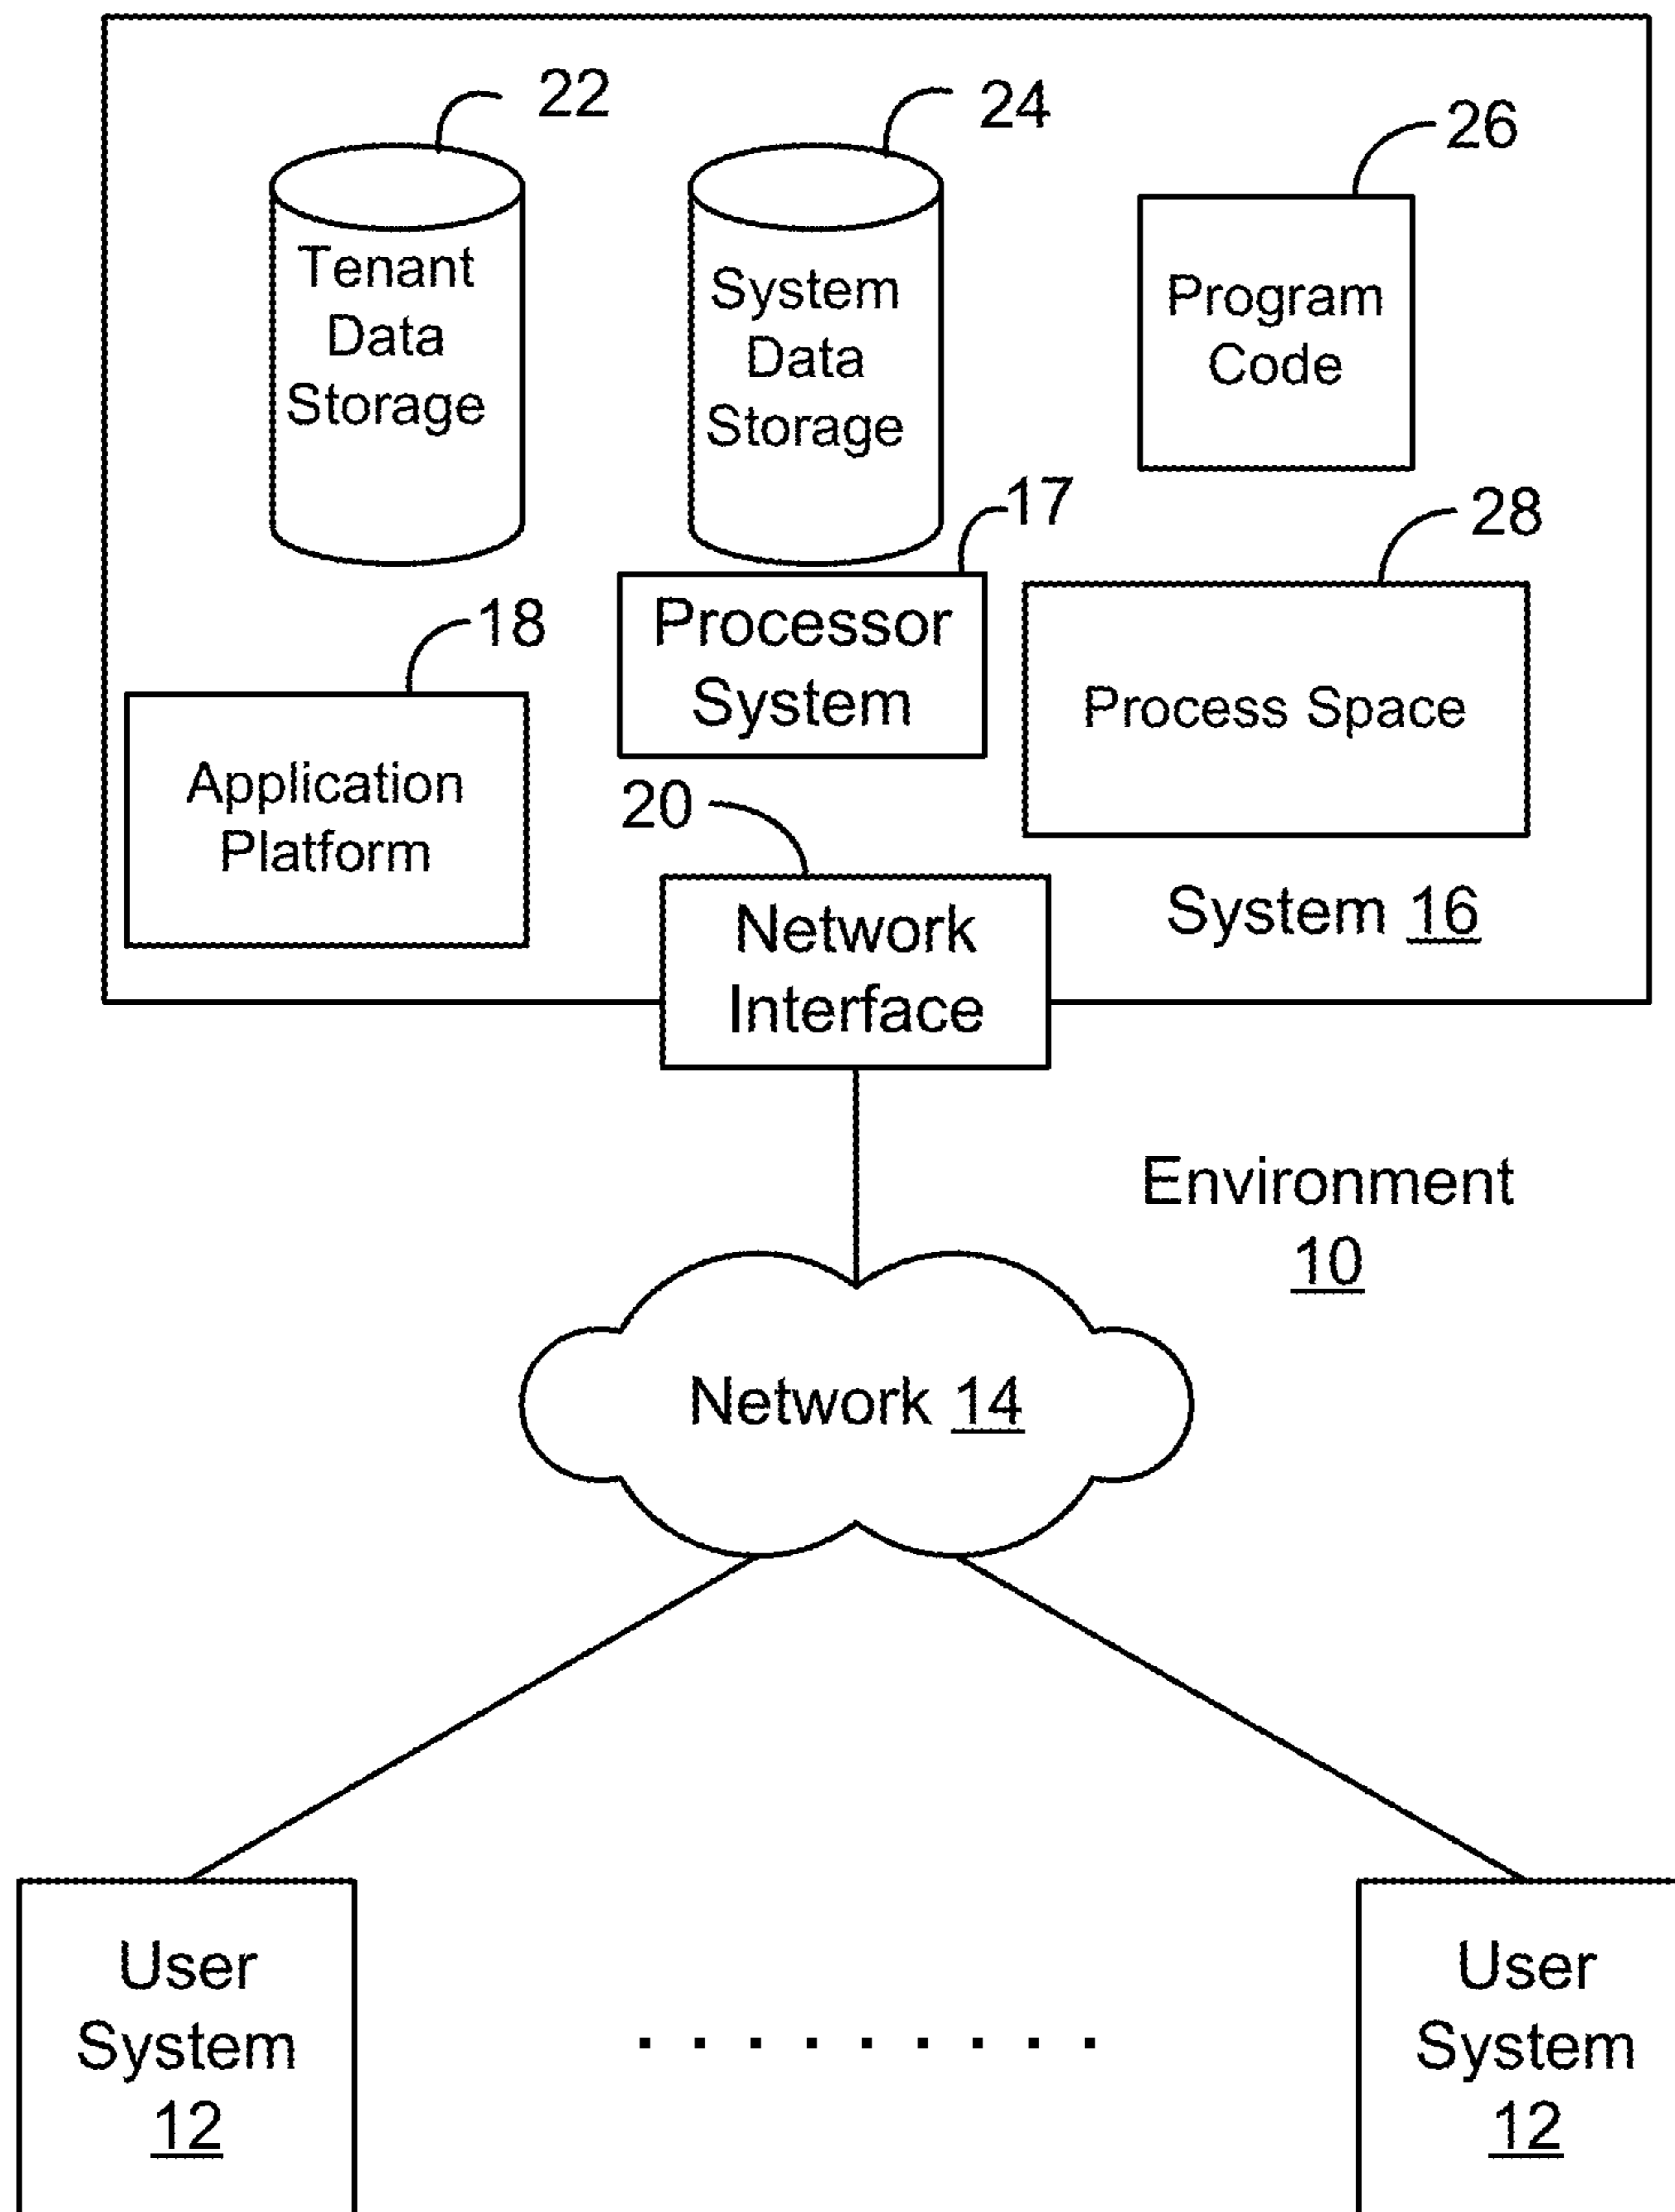 22
24
26
Tenant
Data
Storage
System
Data
Storage
Program
Code
17
28
18
Processor
System
Process Space
Application
Platform
20
Network
Interface
System 16
Environment
10
Network 14
User
System
12
. . . . . . . . .
User
System
12